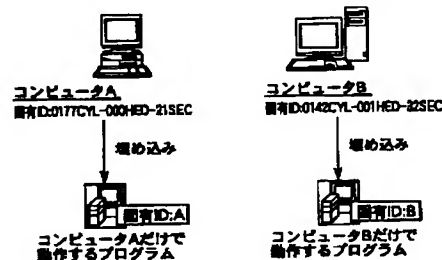 コンピュータA
固有ID:0177CYL-000HED-21SEC
埋め込み
固有ID:A
コンピュータAだけで
動作するプログラム
コンピュータB
固有ID:0142CYL-001HED-22SEC
埋め込み
固有ID:B
コンピュータBだけで
動作するプログラム